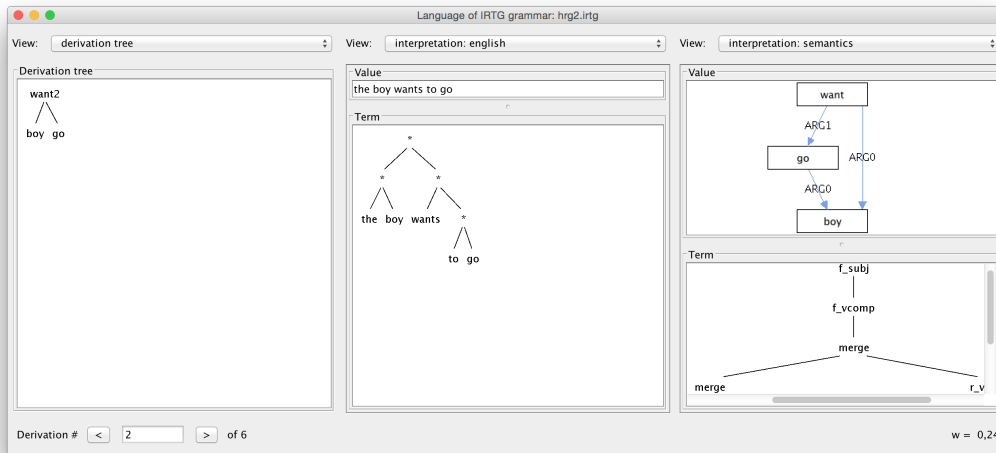 Language of IRTG grammar: hrg2.irtg
View: derivation tree View: interpretation: english View: interpretation: semantics
Derivation tree
want2
boy go
Value
the boy wants to go
Term
*
* *
the boy wants *
to go
Value
want
ARG1
go ARG0
ARG0
boy
Term
f_subj
f_vcomp
merge
merge r_v
Derivation # < 2 > of 6 w = 0,24